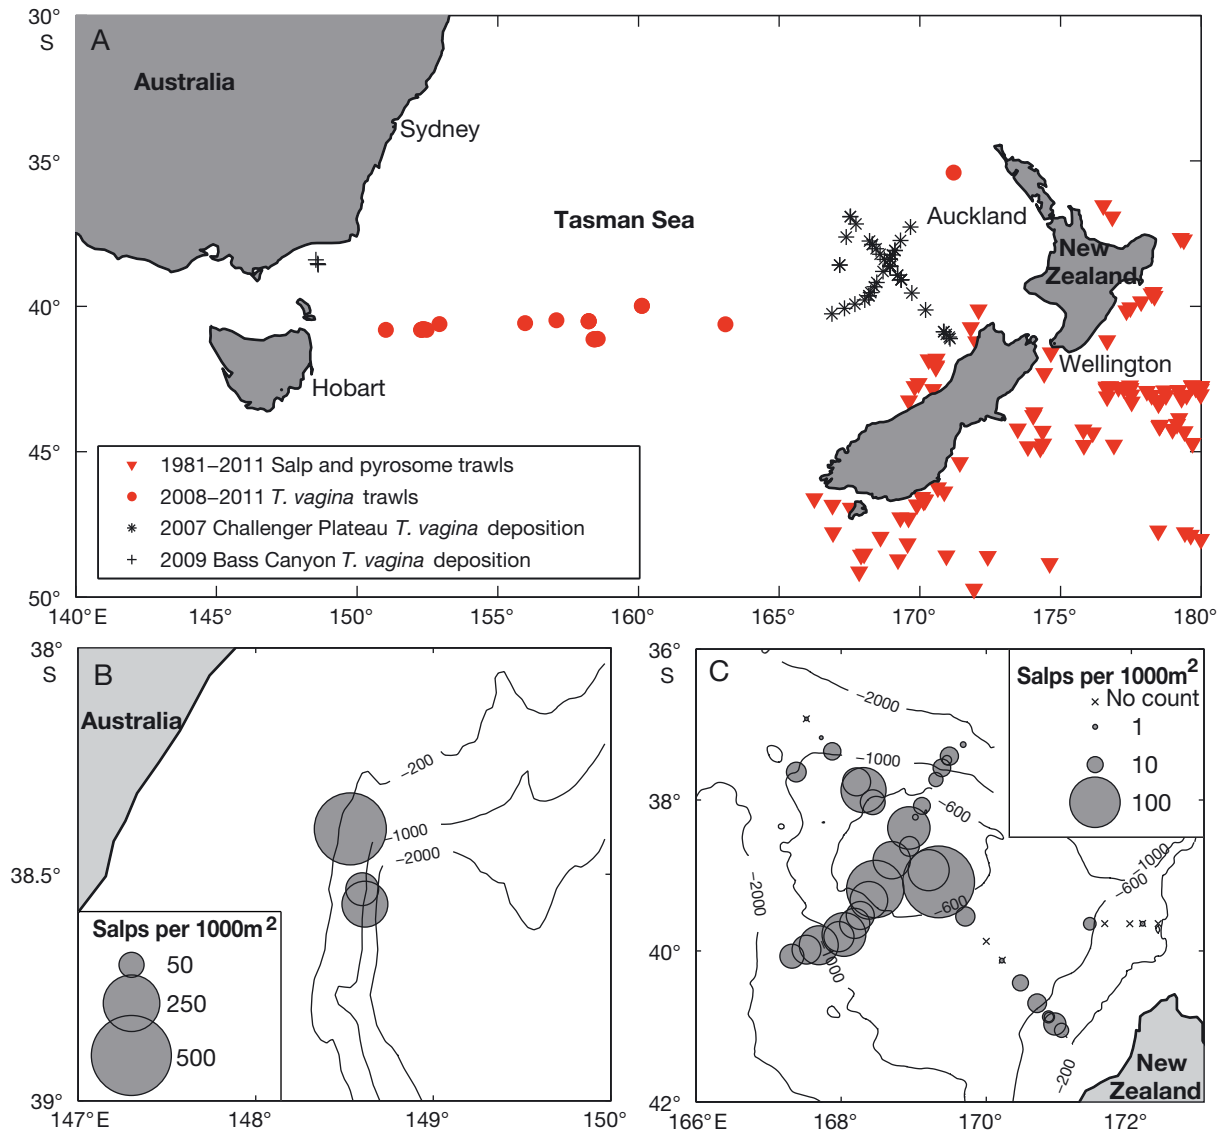 30°
S
A
Australia
Sydney
35°
Tasman Sea
Auckland
New
Zealand
40°
Wellington
Hobart
45°
1981–2011 Salp and pyrosome trawls
2008–2011 T. vagina trawls
2007 Challenger Plateau T. vagina deposition
2009 Bass Canyon T. vagina deposition
50°
140°E
145°
150°
155°
160°
165°
170°
175°
180°
38°
S
B
Australia
–200
–1000
–2000
38.5°
Salps per 1000m2
50
250
500
39°
147°E
148°
149°
150°
36°
S
C
–2000
Salps per 1000m2
No count
1
10
100
–1000
–600
38°
–1000
–600
–2000
–600
40°
–1000
–200
New
Zealand
42°
166°E
168°
170°
172°